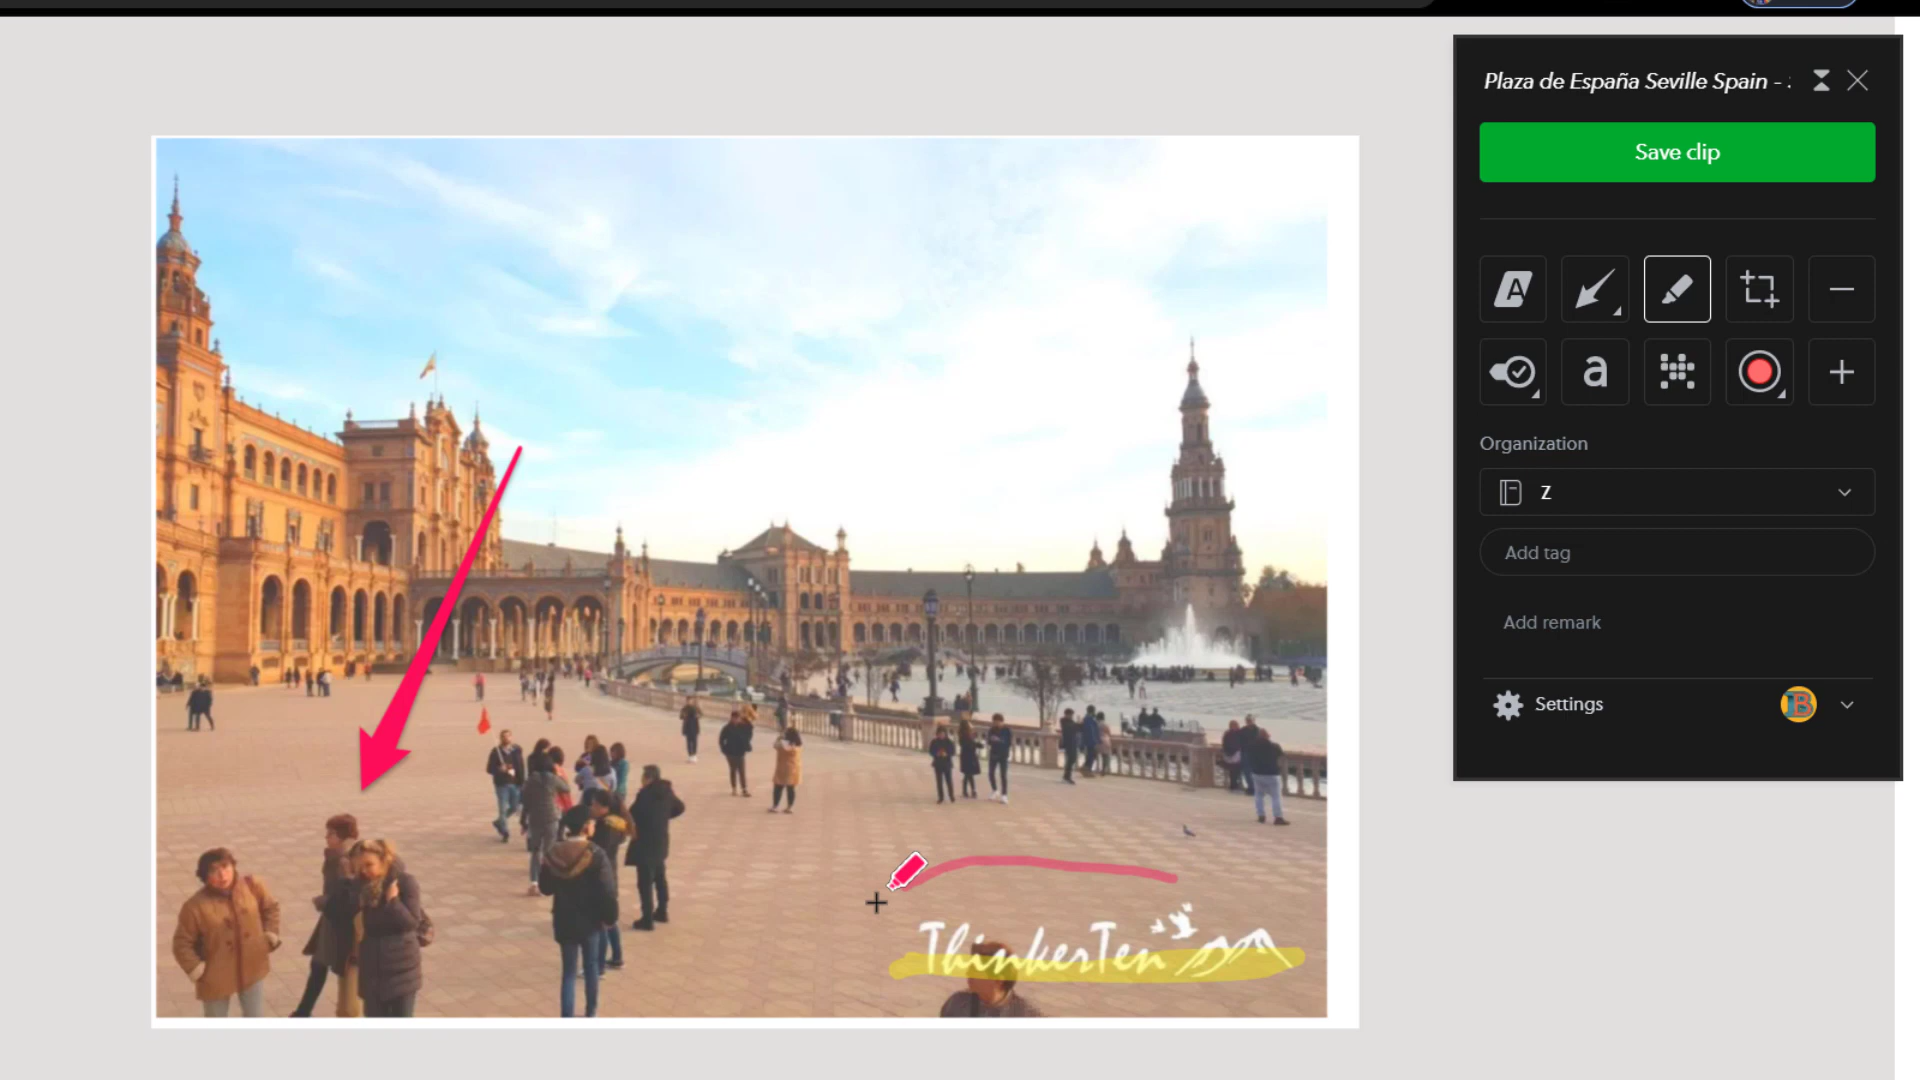 Plaza de España Seville Spain -
Save clip
A
a
Organization
Z
Add tag
Add remark
Settings
B
ThinkerTen